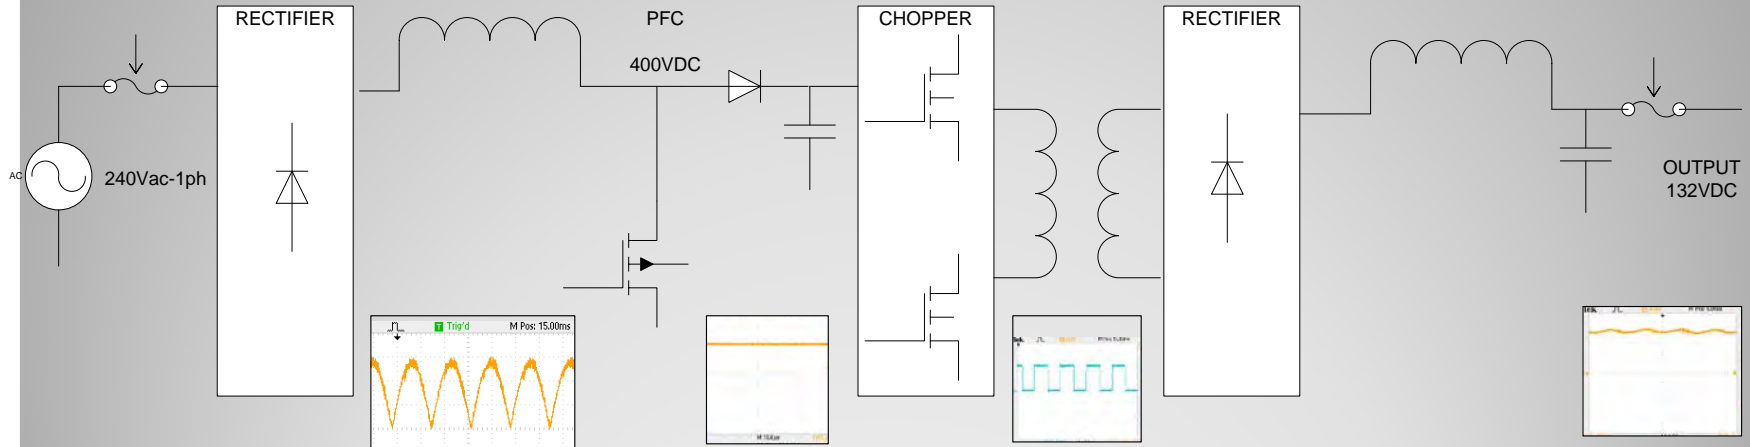 RECTIFIER
PFC
CHOPPER
RECTIFIER
400VDC
AC
240Vac-1ph
OUTPUT
132VDC
T Trig'd
M Pos: 15.00ms